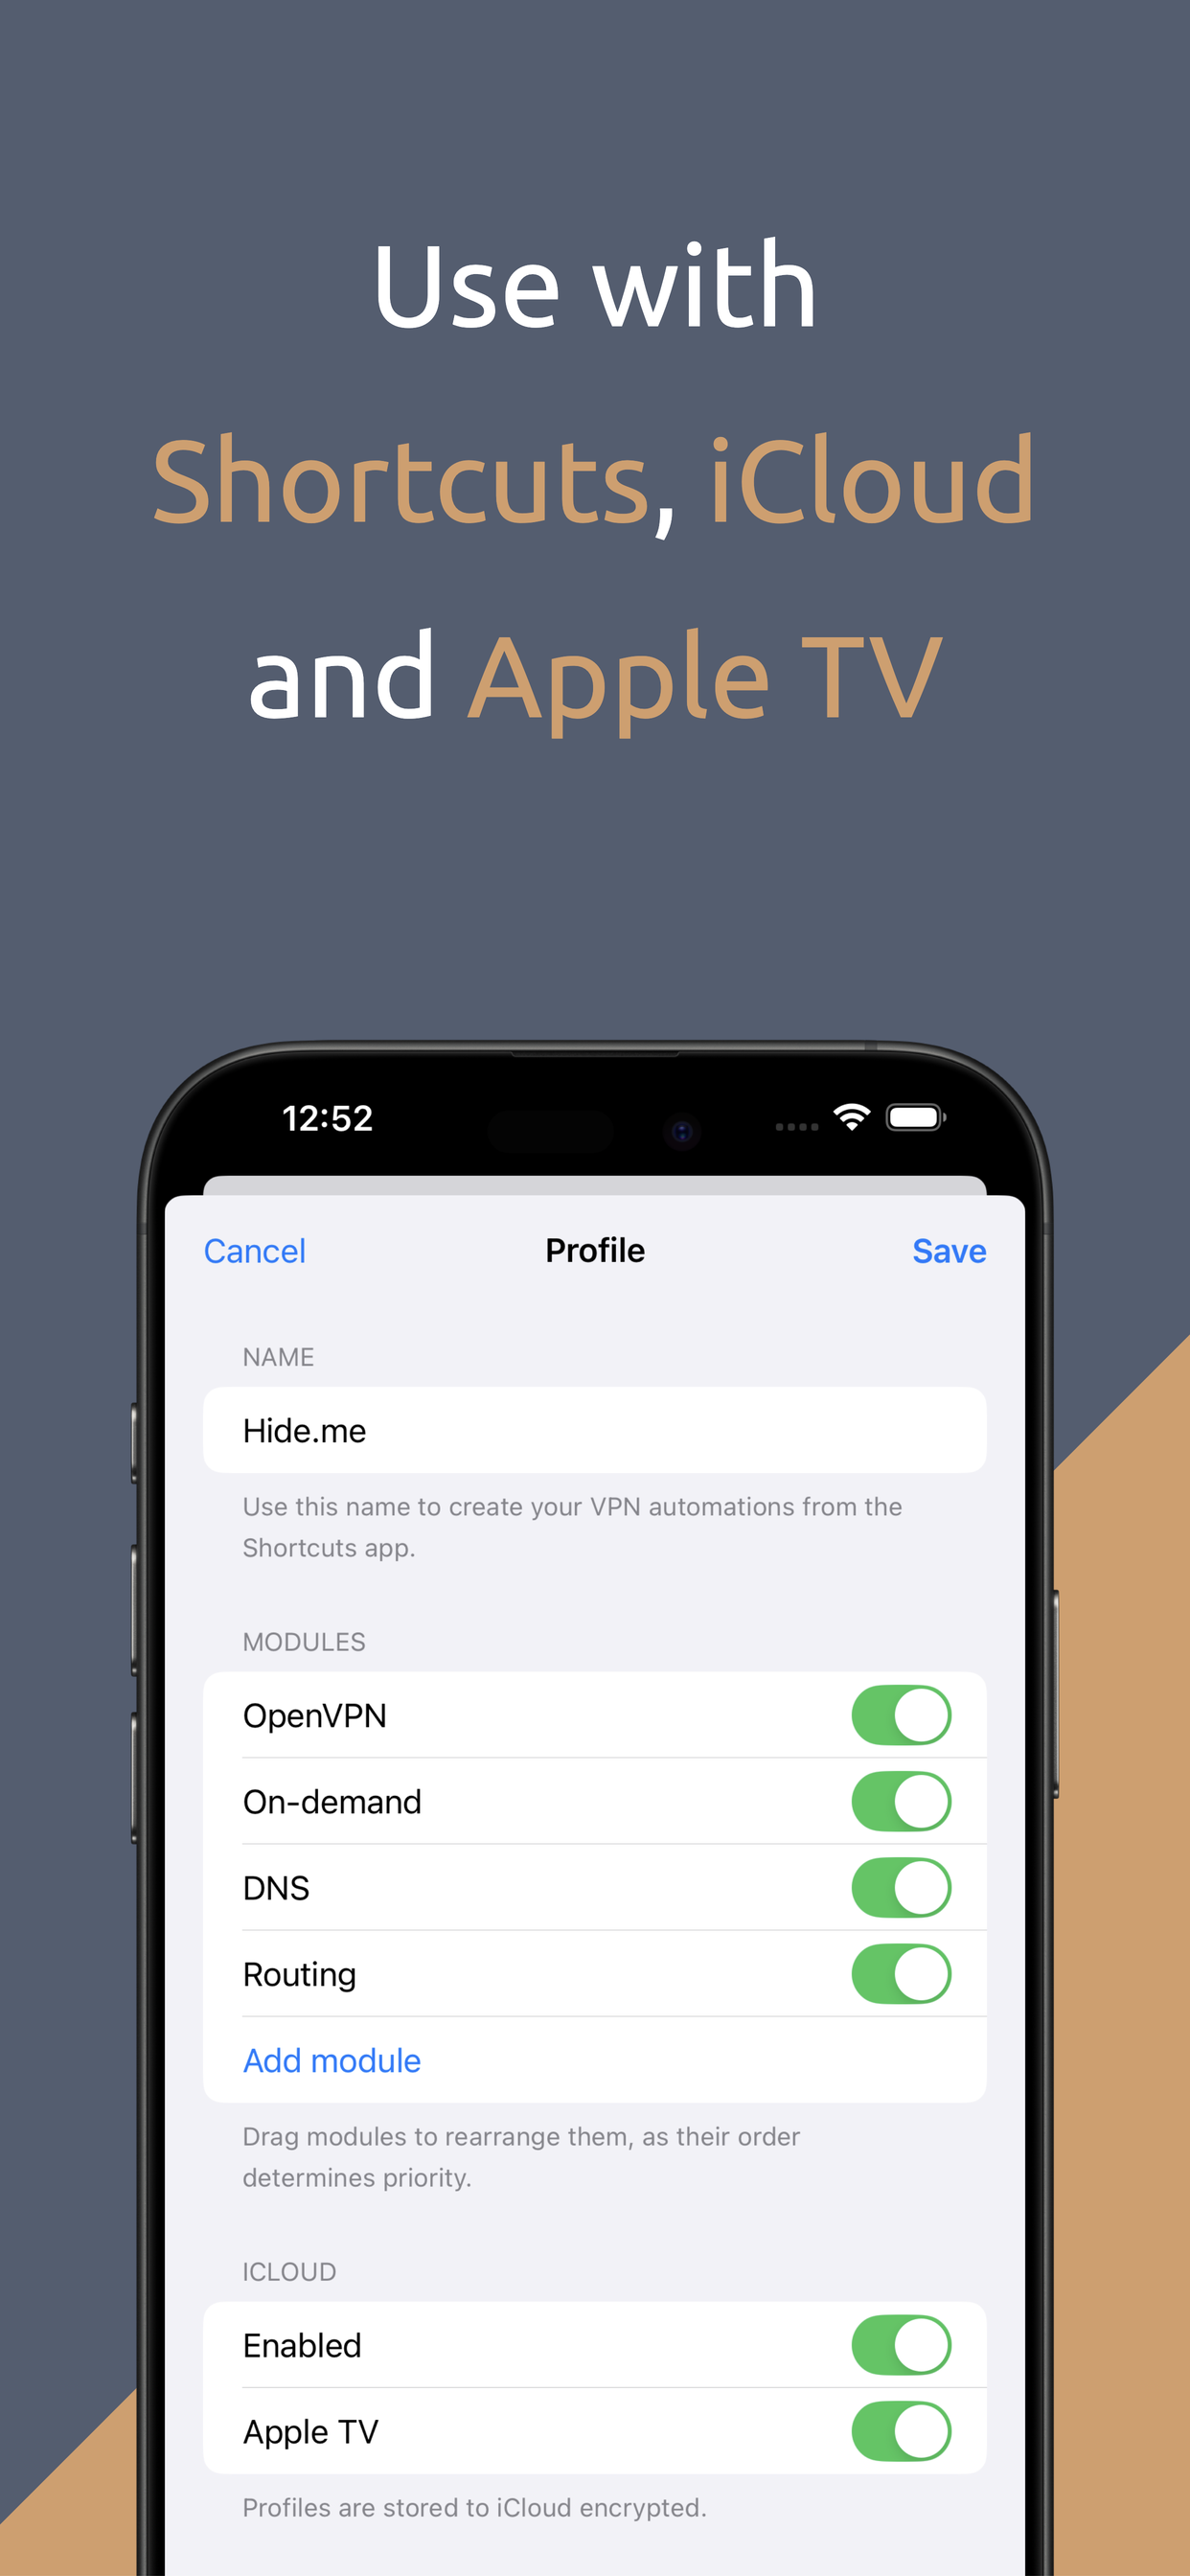 Use with
Shortcuts, iCloud
and Apple TV
12:52
Cancel Profile Save
NAME
Hide.me
Use this name to create your VPN automations from the
Shortcuts app.
MODULES
OpenVPN
On-demand
DNS
Routing
Add module
Drag modules to rearrange them, as their order
determines priority.
ICLOUD
Enabled
Apple TV
Profiles are stored to iCloud encrypted.